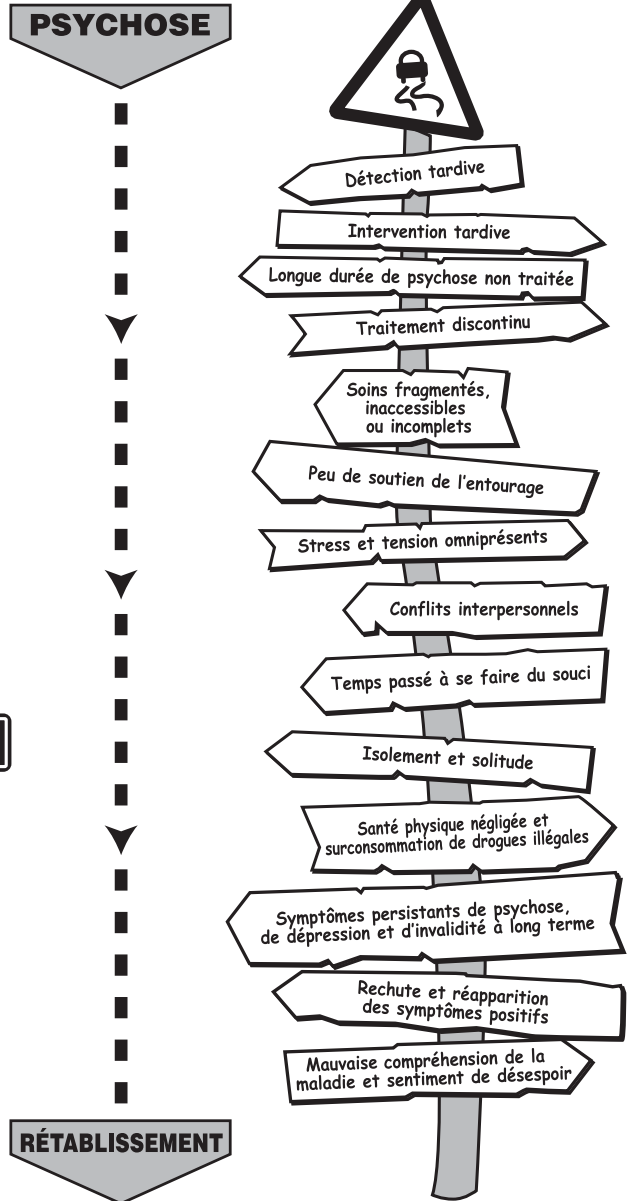 PSYCHOSE
Détection tardive
Intervention tardive
Longue durée de psychose non traitée
Traitement discontinu
Soins fragmentés,
inaccessibles
ou incomplets
Peu de soutien de l'entourage
Stress et tension omniprésents
Conflits interpersonnels
Temps passé à se faire du souci
Isolement et solitude
Santé physique négligée et
surconsommation de drogues illégales
Symptômes persistants de psychose,
de dépression et d'invalidité à long terme
Rechute et réapparition
des symptômes positifs
Mauvaise compréhension de la
maladie et sentiment de désespoir
RÉTABLISSEMENT